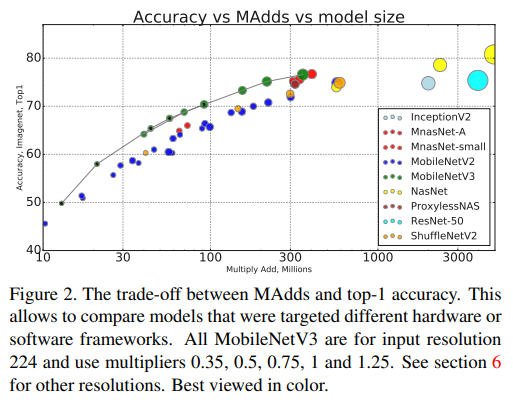 Accuracy vs MAdds vs model size
Accuracy, Imagenet, Top1
80
70
60
50
40
10
30
100
300
1000
3000
Multiply Add, Millions
InceptionV2
MnasNet-A
MnasNet-small
MobileNetV2
MobileNetV3
NasNet
ProxylessNAS
ResNet-50
ShuffleNetV2
Figure 2. The trade-off between MAdds and top-1 accuracy. This
allows to compare models that were targeted different hardware or
software frameworks. All MobileNetV3 are for input resolution
224 and use multipliers 0.35, 0.5, 0.75, 1 and 1.25. See section 6
for other resolutions. Best viewed in color.